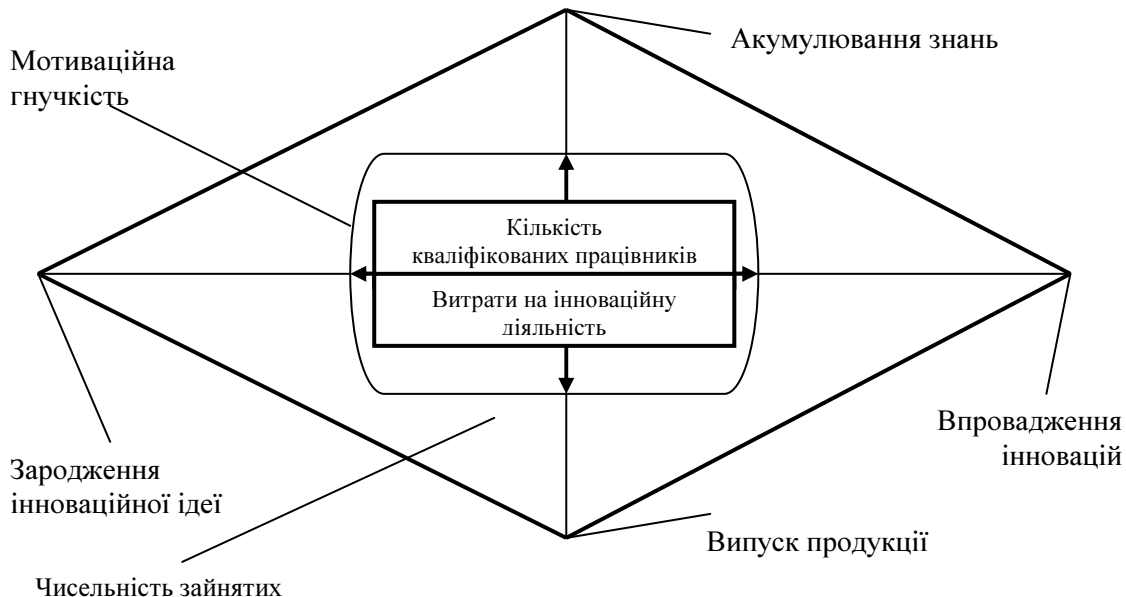 Акумулювання знань
Мотиваційна
гнучкість
Кількість
кваліфікованих працівників
Витрати на інноваційну
діяльність
Впровадження
інновацій
Зародження
інноваційної ідеї
Випуск продукції
Чисельність зайнятих